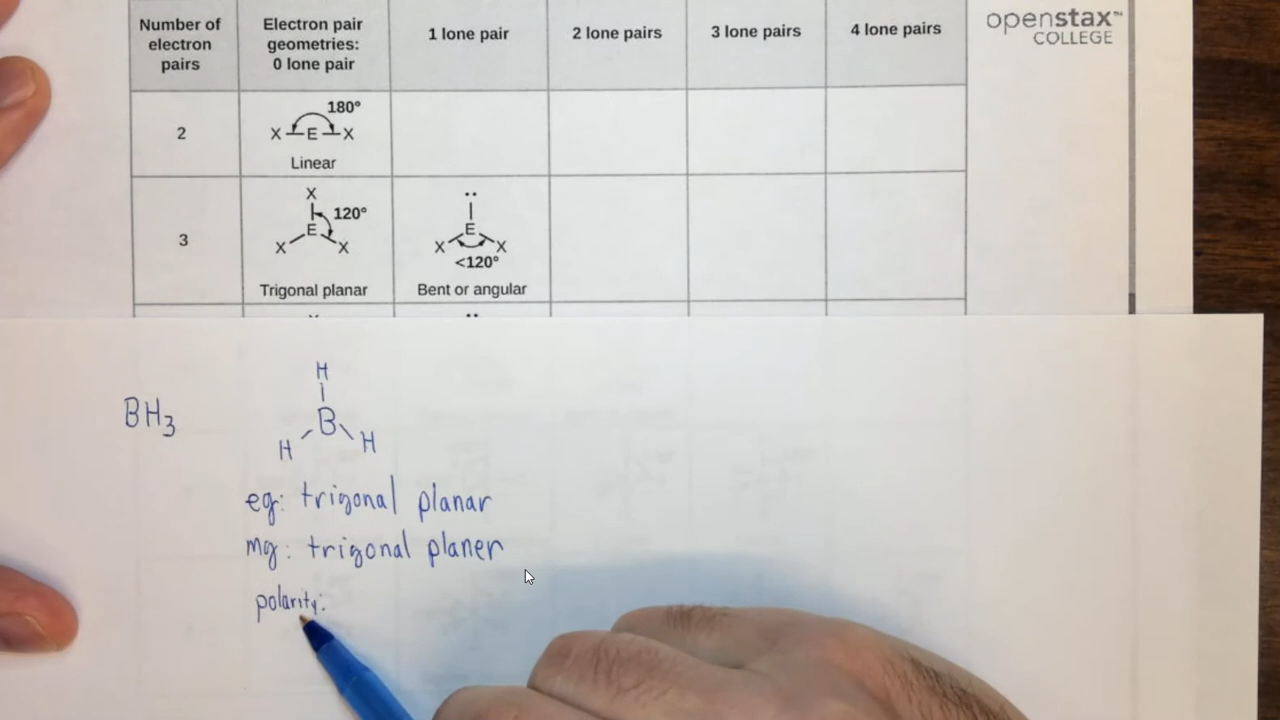 Number of
electron
pairs
Electron pair
geometries:
0 lone pair
1 lone pair
2 lone pairs
3 lone pairs
4 lone pairs
openstax™
COLLEGE
2
180°
X E X
Linear
3
X
120°
E
X X
Trigonal planar
..
E
X X
<120°
Bent or angular
BH3
H
B
H H
eg: trigonal planar
mg: trigonal planer
polarity: